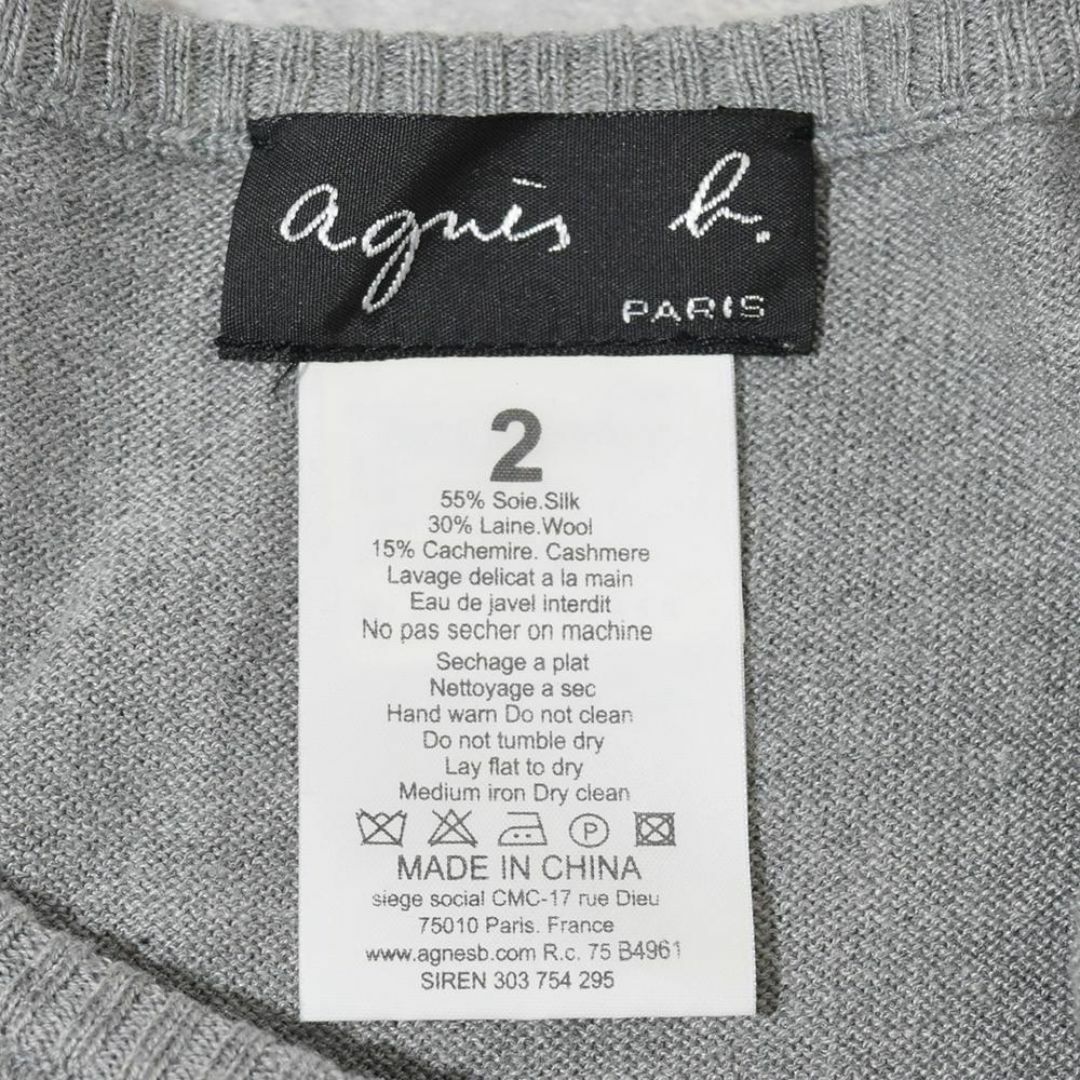 agnès b.
PARIS
2
55% Soie.Silk
30% Laine.Wool
15% Cachemire. Cashmere
Lavage delicat a la main
Eau de javel interdit
No pas secher on machine
Sechage a plat
Nettoyage a sec
Hand warn Do not clean
Do not tumble dry
Lay flat to dry
Medium iron Dry clean
P
MADE IN CHINA
siege social CMC-17 rue Dieu
75010 Paris. France
www.agnesb.com R.c. 75 B4961
SIREN 303 754 295